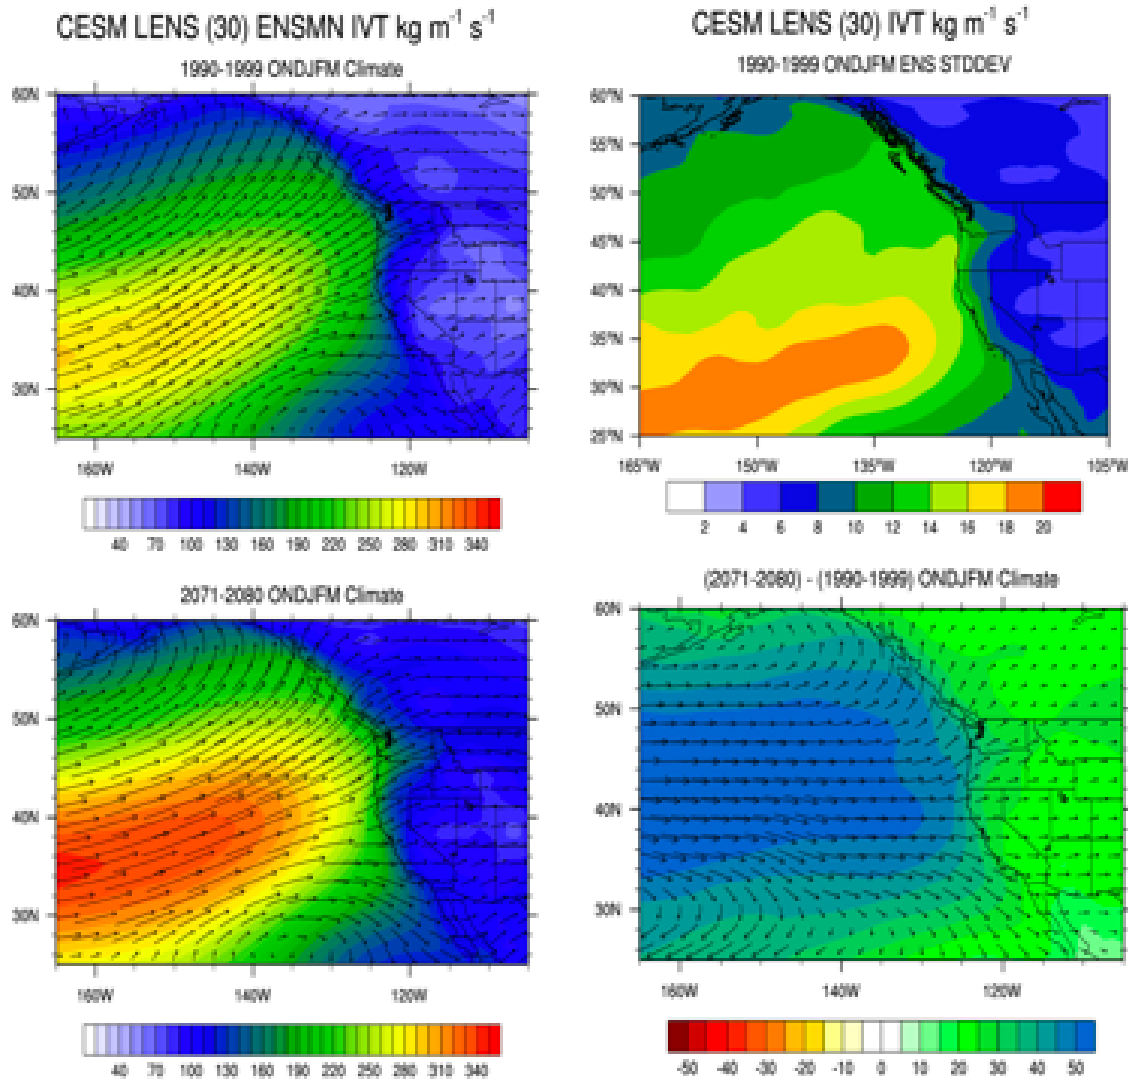 CESM LENS (30) ENSMN IVT kg m⁻¹ s⁻¹
1990-1999 ONDJFM Climate
60N
50N
40N
30N
160W 140W 120W
40 70 100 130 160 190 220 250 280 310 340
CESM LENS (30) IVT kg m⁻¹ s⁻¹
1990-1999 ONDJFM ENS STDDEV
60°N
55°N
50°N
45°N
40°N
35°N
30°N
25°N
165°W 150°W 135°W 120°W 105°W
2 4 6 8 10 12 14 16 18 20
2071-2080 ONDJFM Climate
60N
50N
40N
30N
160W 140W 120W
40 70 100 130 160 190 220 250 280 310 340
(2071-2080) - (1990-1999) ONDJFM Climate
60N
50N
40N
30N
160W 140W 120W
-50 -40 -30 -20 -10 0 10 20 30 40 50